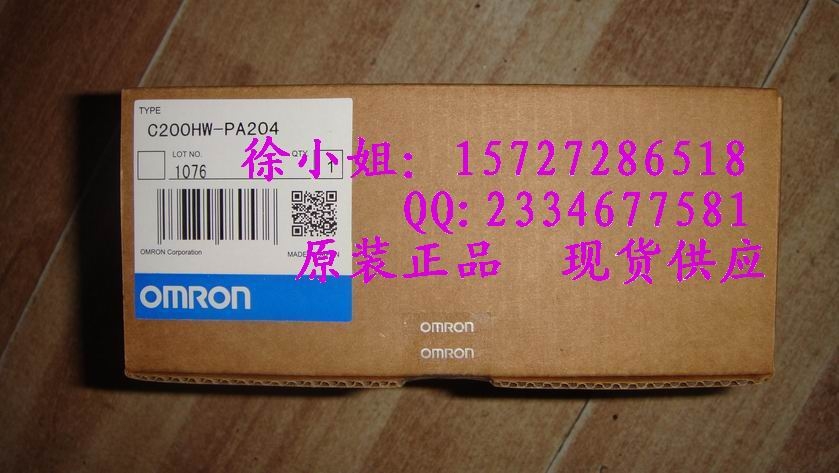 TYPE
C200HW-PA204
LOT NO.
QTY
1076
1
徐小姐: 15727286518
QQ:2334677581
OMRON Corporation
原装正品 现货供应
OMRON
OMRON
OMRON